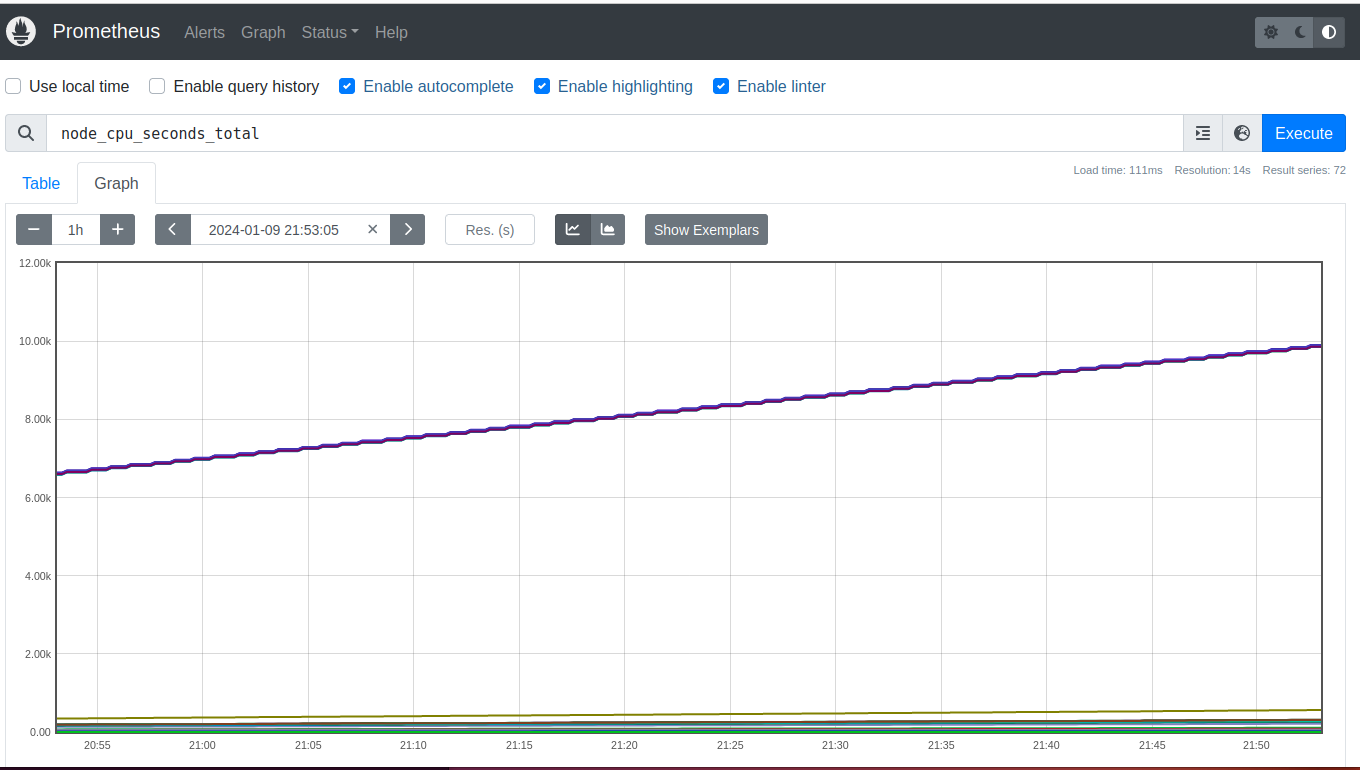 Prometheus Alerts Graph Status Help
Use local time Enable query history Enable autocomplete Enable highlighting Enable linter
node_cpu_seconds_total Execute
Load time: 111ms Resolution: 14s Result series: 72
Table Graph
1h 2024-01-09 21:53:05 Res. (s) Show Exemplars
12.00k
10.00k
8.00k
6.00k
4.00k
2.00k
0.00
20:55 21:00 21:05 21:10 21:15 21:20 21:25 21:30 21:35 21:40 21:45 21:50